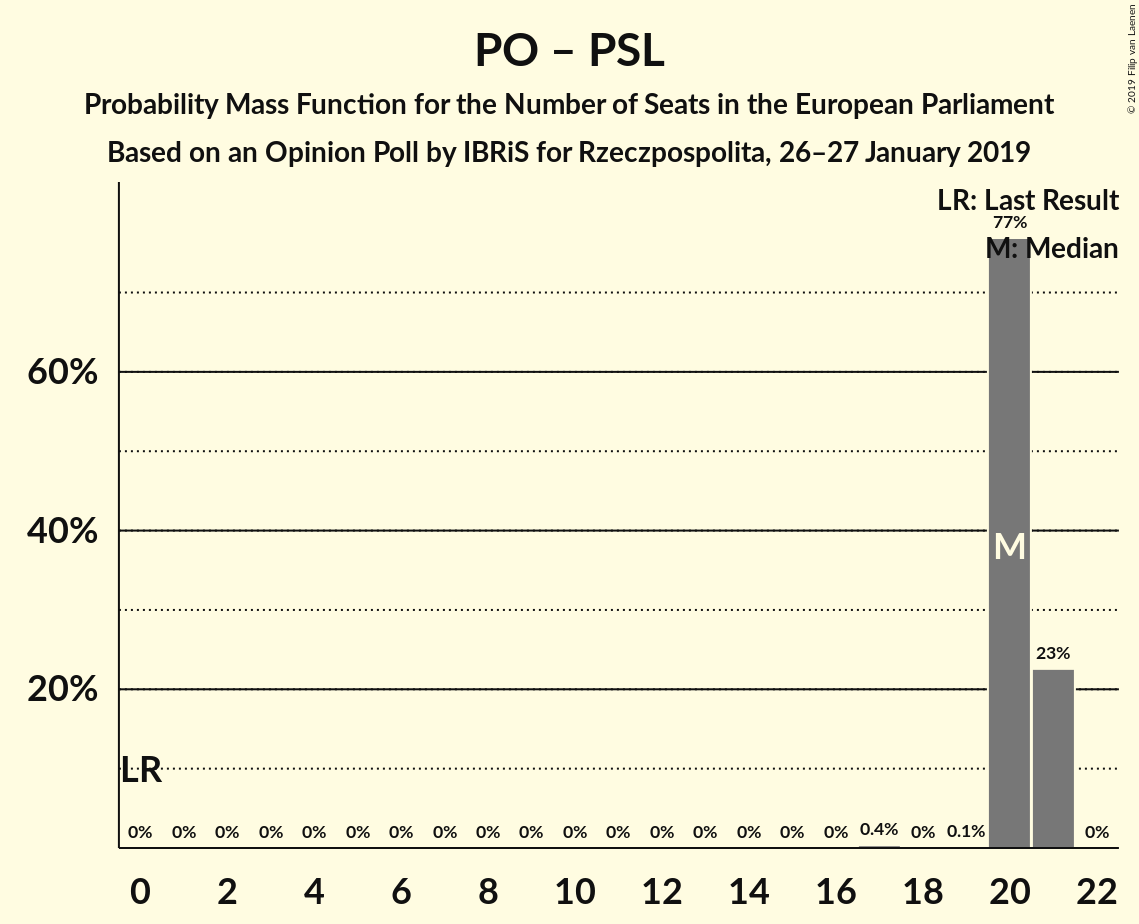 PO – PSL
Probability Mass Function for the Number of Seats in the European Parliament
Based on an Opinion Poll by IBRiS for Rzeczpospolita, 26–27 January 2019
© 2019 Filip van Laenen
LR: Last Result
77%
M: Median
60%
40%
M
23%
20%
LR
0% 0% 0% 0% 0% 0% 0% 0% 0% 0% 0% 0% 0% 0% 0% 0% 0% 0.4% 0% 0.1% 0%
0 2 4 6 8 10 12 14 16 18 20 22